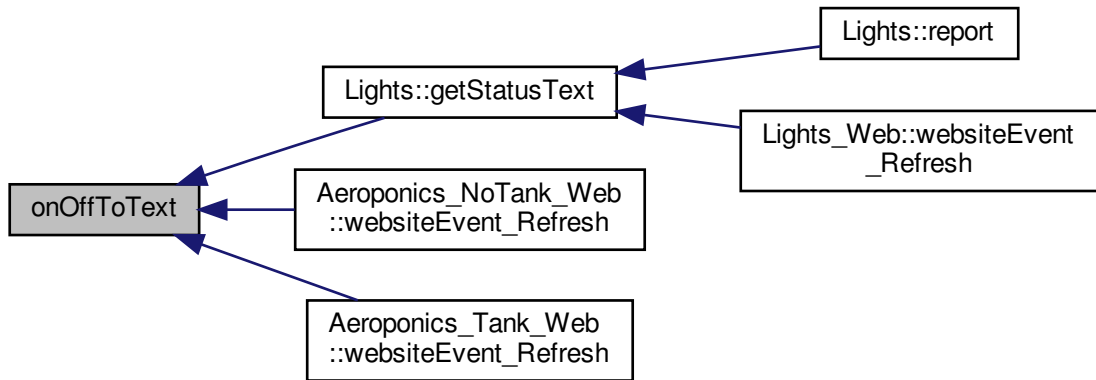 Lights::report
Lights::getStatusText
Lights_Web::websiteEvent
_Refresh
onOffToText
Aeroponics_NoTank_Web
::websiteEvent_Refresh
Aeroponics_Tank_Web
::websiteEvent_Refresh